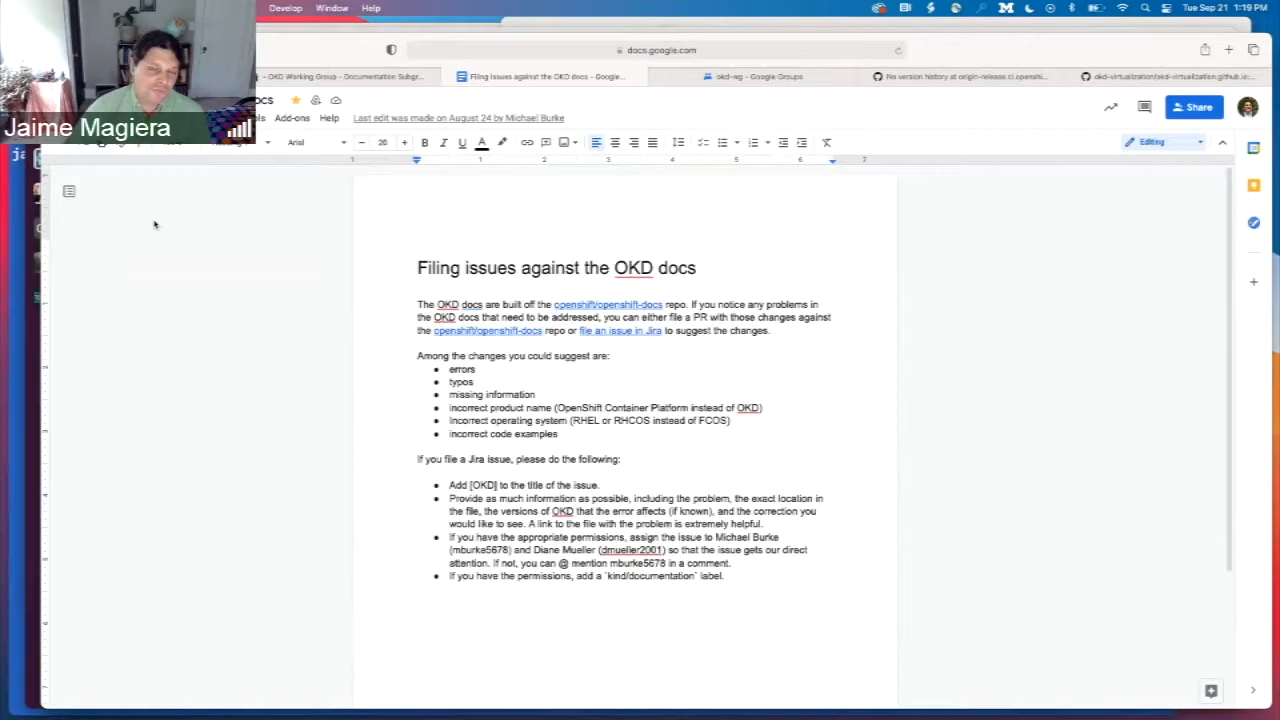 Develop Window Help
Tue Sep 21 1:19 PM
docs.google.com
OKD Working Group - Documentation Subgr...
Filing issues against the OKD docs - Google...
okd-wg - Google Groups
No version history at origin-release.ci.openshi...
okd-virtualization/okd-virtualization.github.io:...
Add-ons Help Last edit was made on August 24 by Michael Burke
Share
Jaime Magiera
Arial
20
Editing
1 1 2 3 4 5 6 7
Filing issues against the OKD docs
The OKD docs are built off the openshift/openshift-docs repo. If you notice any problems in
the OKD docs that need to be addressed, you can either file a PR with those changes against
the openshift/openshift-docs repo or file an issue in Jira to suggest the changes.
Among the changes you could suggest are:
● errors
● typos
● missing information
● incorrect product name (OpenShift Container Platform instead of OKD)
● Incorrect operating system (RHEL or RHCOS instead of FCOS)
● incorrect code examples
If you file a Jira issue, please do the following:
● Add [OKD] to the title of the issue.
● Provide as much information as possible, including the problem, the exact location in
the file, the versions of OKD that the error affects (if known), and the correction you
would like to see. A link to the file with the problem is extremely helpful.
● If you have the appropriate permissions, assign the issue to Michael Burke
(mburke5678) and Diane Mueller (dmueller2001) so that the issue gets our direct
attention. If not, you can @ mention mburke5678 in a comment.
● If you have the permissions, add a `kind/documentation` label.